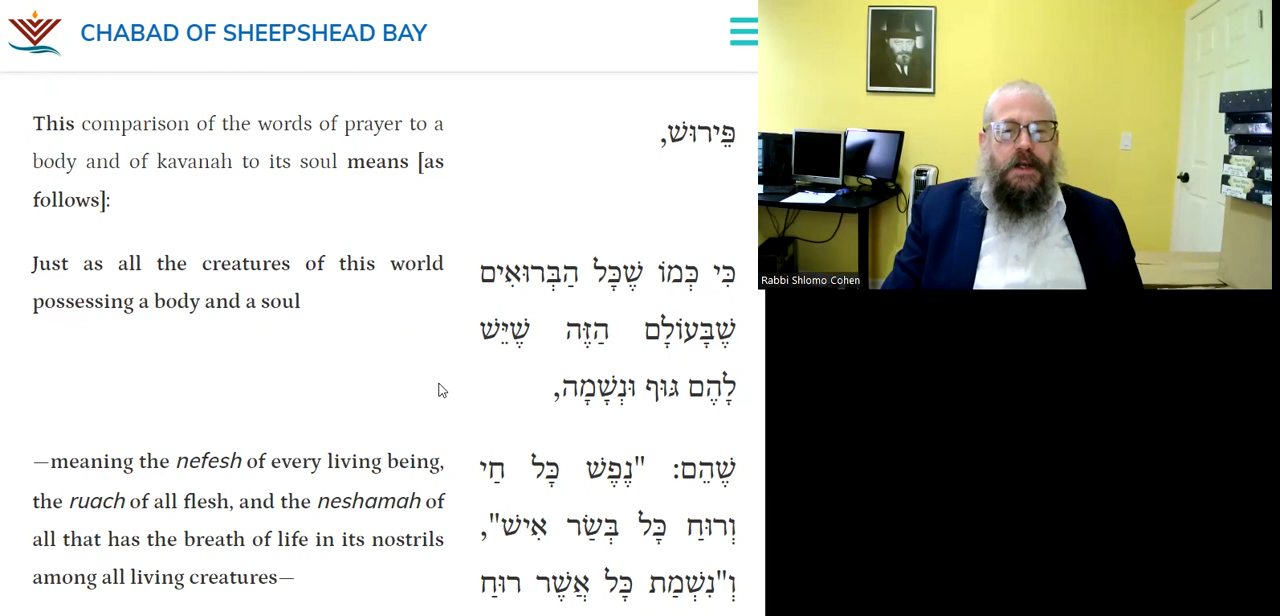 CHABAD OF SHEEPSHEAD BAY
This comparison of the words of prayer to a
body and of kavanah to its soul means [as
follows]:
פֵּירוּשׁ,
Just as all the creatures of this world
possessing a body and a soul
כִּי כְּמוֹ שֶׁכָּל הַבְּרוּאִים
שֶׁבָּעוֹלָם הַזֶּה שֶׁיֵּשׁ
לָהֶם גּוּף וּנְשָׁמָה,
—meaning the nefesh of every living being,
the ruach of all flesh, and the neshamah of
all that has the breath of life in its nostrils
among all living creatures—
שֶׁהֵם: "נֶפֶשׁ כָּל חַי
וְרוּחַ כָּל בְּשַׂר אִישׁ",
וְ"נִשְׁמַת כָּל אֲשֶׁר רוּחַ
Rabbi Shlomo Cohen